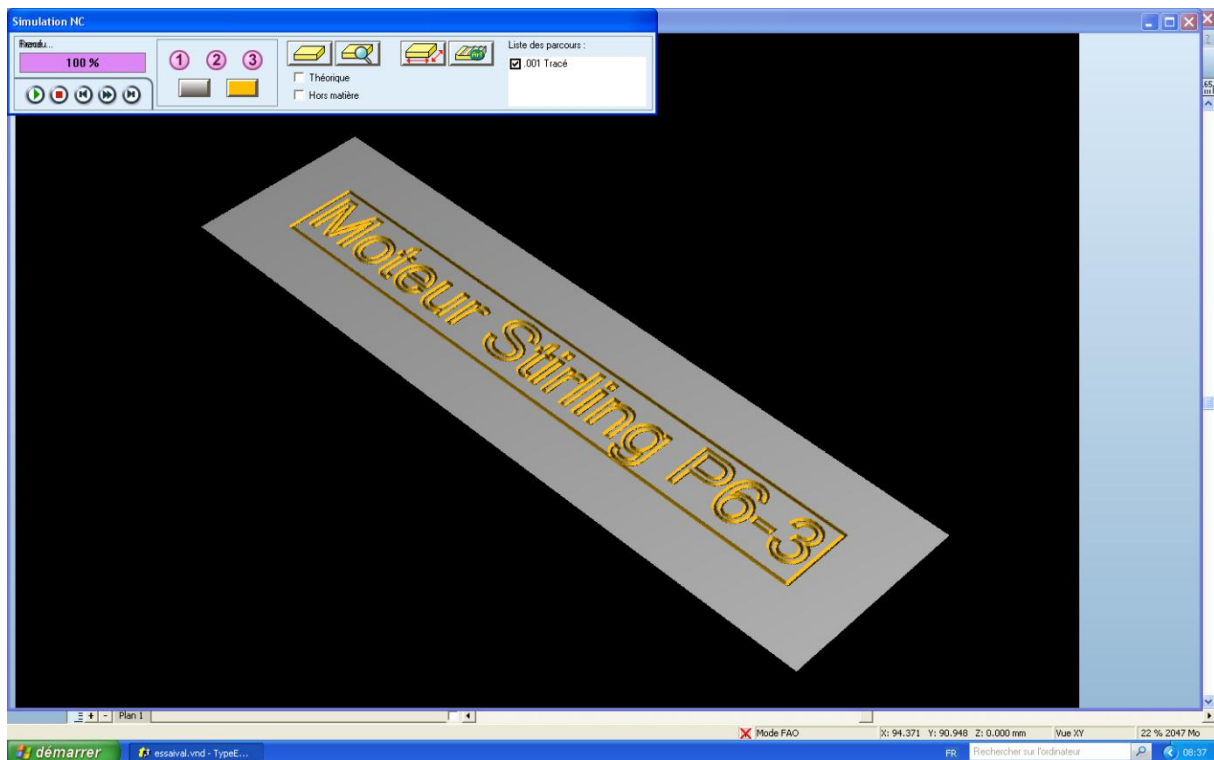 Simulation NC
100 %
1 2 3
Théorique
Hors matière
Liste des parcours :
.001 Tracé
Moteur Stirling P6-3
+ - Plan 1
Mode FAO X: 94.371 Y: 90.948 Z: 0.000 mm Vue XY 22 % 2047 Mo
démarrer essaival.vnd - TypeE... FR Rechercher sur l'ordinateur 08:37